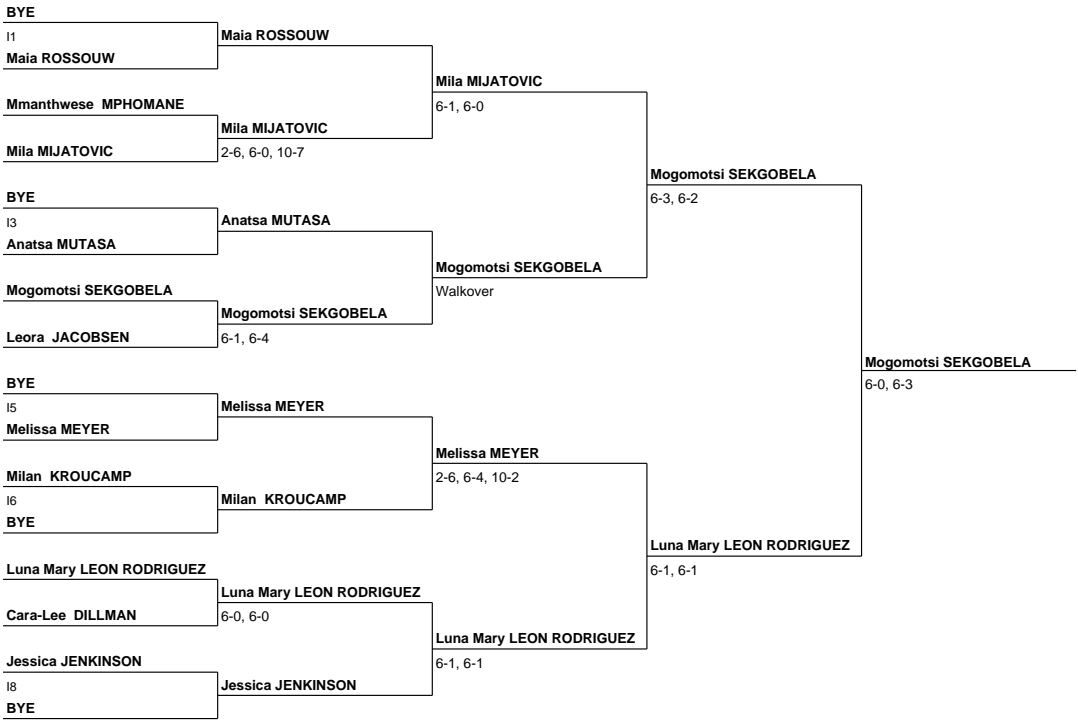 BYE
I1
Maia ROSSOUW
Maia ROSSOUW
Mila MIJATOVIC
6-1, 6-0
Mmanthwese MPHOMANE
Mila MIJATOVIC
Mila MIJATOVIC
2-6, 6-0, 10-7
Mogomotsi SEKGOBELA
6-3, 6-2
BYE
I3
Anatsa MUTASA
Anatsa MUTASA
Mogomotsi SEKGOBELA
Walkover
Mogomotsi SEKGOBELA
Leora JACOBSEN
Mogomotsi SEKGOBELA
6-1, 6-4
Mogomotsi SEKGOBELA
6-0, 6-3
BYE
I5
Melissa MEYER
Melissa MEYER
Melissa MEYER
2-6, 6-4, 10-2
Milan KROUCAMP
I6
BYE
Milan KROUCAMP
Luna Mary LEON RODRIGUEZ
6-1, 6-1
Luna Mary LEON RODRIGUEZ
Cara-Lee DILLMAN
Luna Mary LEON RODRIGUEZ
6-0, 6-0
Luna Mary LEON RODRIGUEZ
6-1, 6-1
Jessica JENKINSON
I8
BYE
Jessica JENKINSON